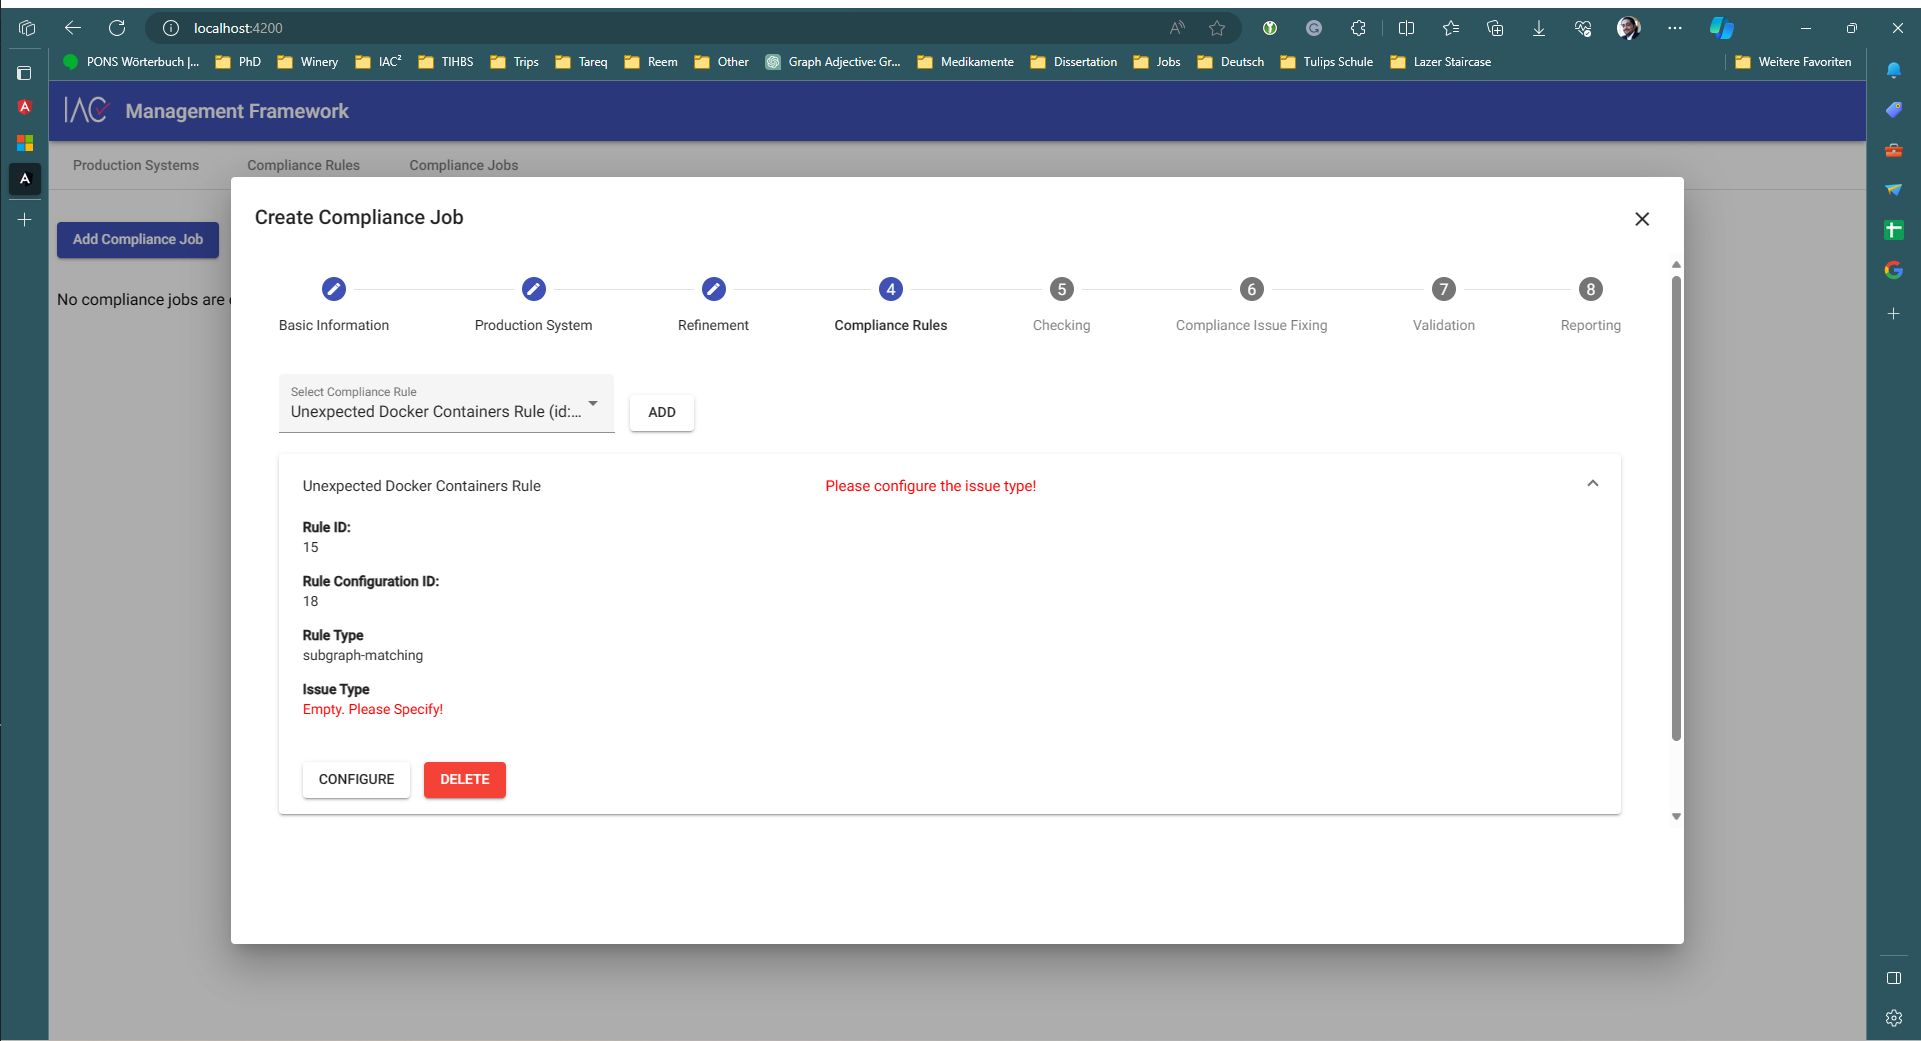 localhost:4200
PONS Wörterbuch |...
PhD
Winery
IAC²
TIHBS
Trips
Tareq
Reem
Other
Graph Adjective: Gr...
Medikamente
Dissertation
Jobs
Deutsch
Tulips Schule
Lazer Staircase
Weitere Favoriten
IAC Management Framework
Production Systems
Compliance Rules
Compliance Jobs
Create Compliance Job
Add Compliance Job
No compliance jobs are
4
5
6
7
8
Basic Information
Production System
Refinement
Compliance Rules
Checking
Compliance Issue Fixing
Validation
Reporting
Select Compliance Rule
Unexpected Docker Containers Rule (id:...
ADD
Unexpected Docker Containers Rule
Please configure the issue type!
Rule ID:
15
Rule Configuration ID:
18
Rule Type
subgraph-matching
Issue Type
Empty. Please Specify!
CONFIGURE
DELETE